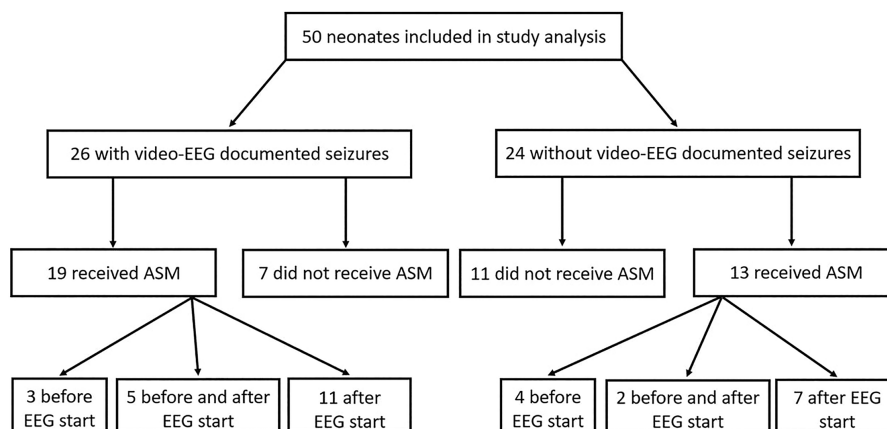 50 neonates included in study analysis
26 with video-EEG documented seizures
24 without video-EEG documented seizures
19 received ASM
7 did not receive ASM
11 did not receive ASM
13 received ASM
3 before
EEG start
5 before and after
EEG start
11 after
EEG start
4 before
EEG start
2 before and after
EEG start
7 after EEG
start